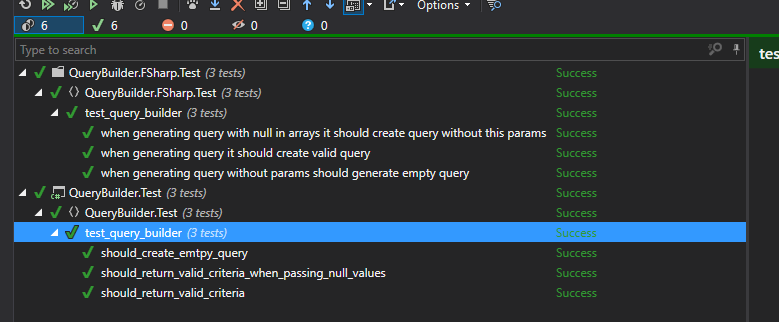 Options
6 6 0 0 0
Type to search
tes
QueryBuilder.FSharp.Test (3 tests) Success
QueryBuilder.FSharp.Test (3 tests) Success
test_query_builder (3 tests) Success
when generating query with null in arrays it should create query without this params Success
when generating query it should create valid query Success
when generating query without params should generate empty query Success
C# QueryBuilder.Test (3 tests) Success
QueryBuilder.Test (3 tests) Success
test_query_builder (3 tests) Success
should_create_emtpy_query Success
should_return_valid_criteria_when_passing_null_values Success
should_return_valid_criteria Success